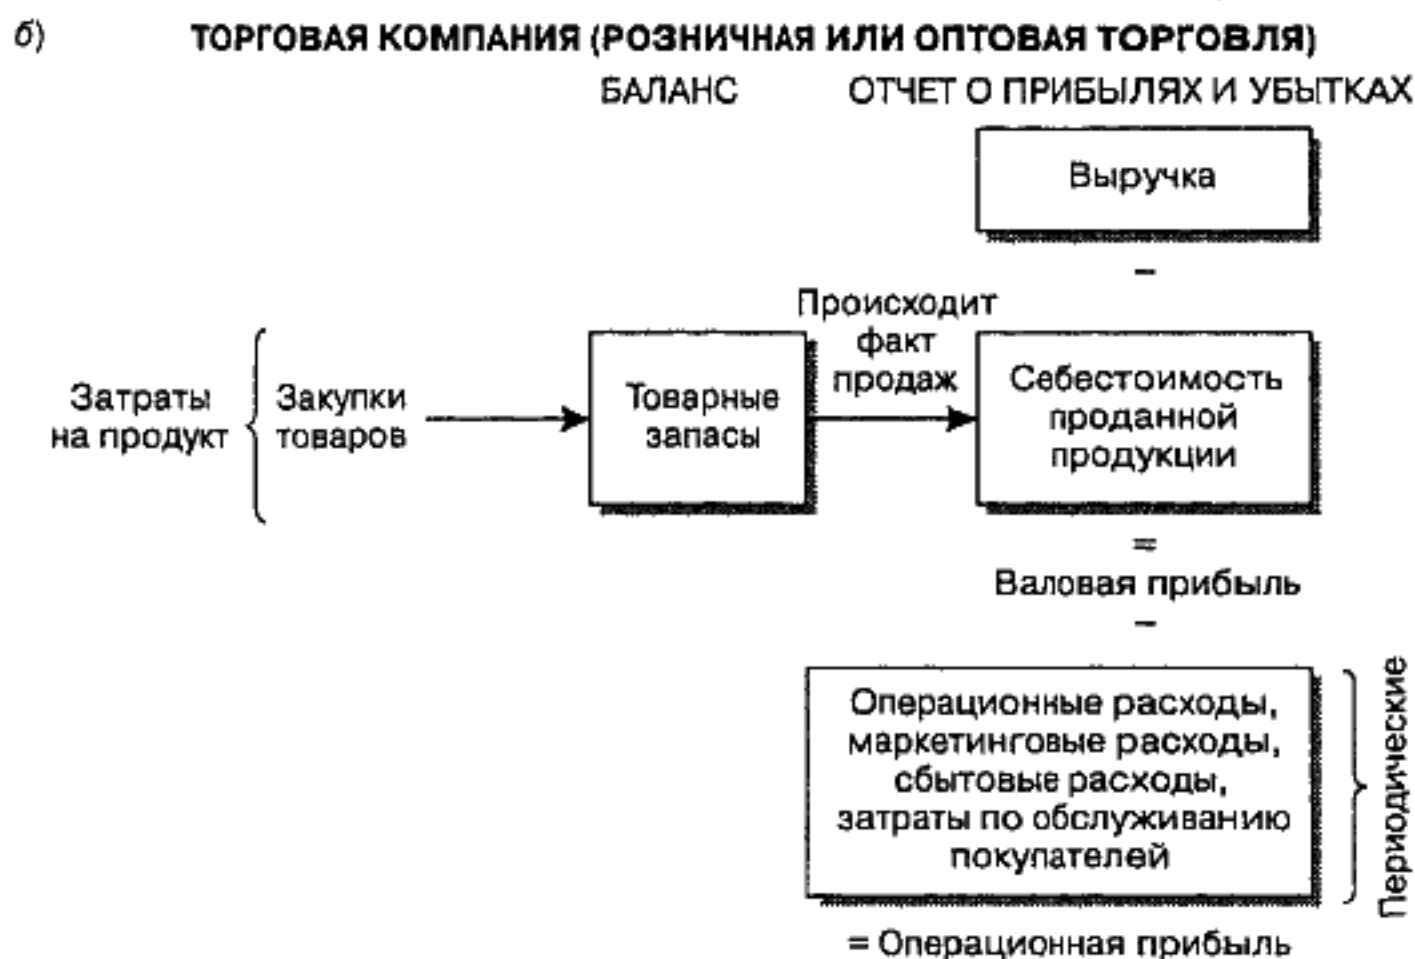 б) ТОРГОВАЯ КОМПАНИЯ (РОЗНИЧНАЯ ИЛИ ОПТОВАЯ ТОРГОВЛЯ)
БАЛАНС ОТЧЕТ О ПРИБЫЛЯХ И УБЫТКАХ
Выручка
–
Затраты
на продукт
Закупки
товаров
Товарные
запасы
Происходит
факт
продаж
Себестоимость
проданной
продукции
=
Валовая прибыль
–
Операционные расходы,
маркетинговые расходы,
сбытовые расходы,
затраты по обслуживанию
покупателей
Периодические
= Операционная прибыль